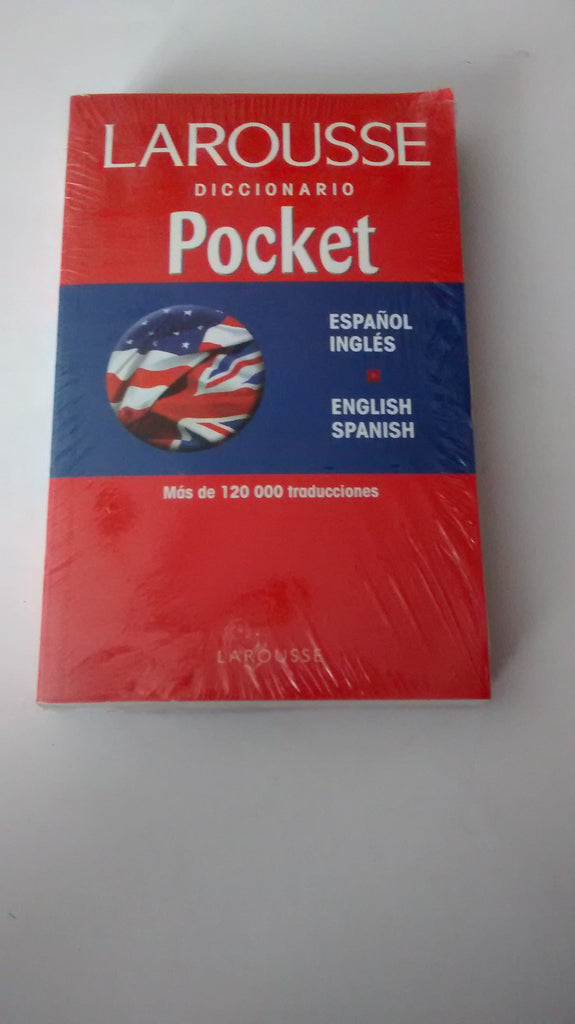 LAROUSSE
DICCIONARIO
Pocket
ESPAÑOL
INGLÉS
ENGLISH
SPANISH
Más de 120 000 traducciones
LAROUSSE